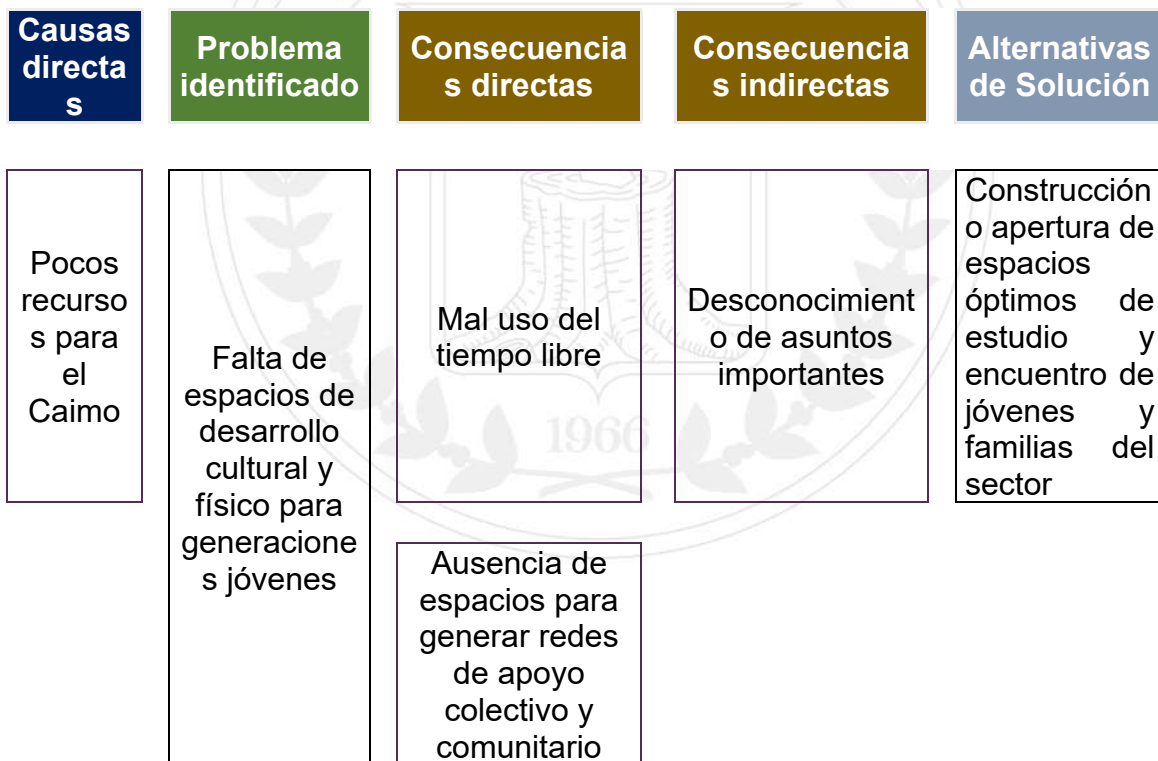 Causas
directa
s
Problema
identificado
Consecuencia
s directas
Consecuencia
s indirectas
Alternativas
de Solución
Pocos
recurso
s para
el
Caimo
Falta de
espacios de
desarrollo
cultural y
físico para
generacione
s jóvenes
Mal uso del
tiempo libre
Ausencia de
espacios para
generar redes
de apoyo
colectivo y
comunitario
Desconocimient
o de asuntos
importantes
Construcción
o apertura de
espacios
óptimos de
estudio y
encuentro de
jóvenes y
familias del
sector
1966